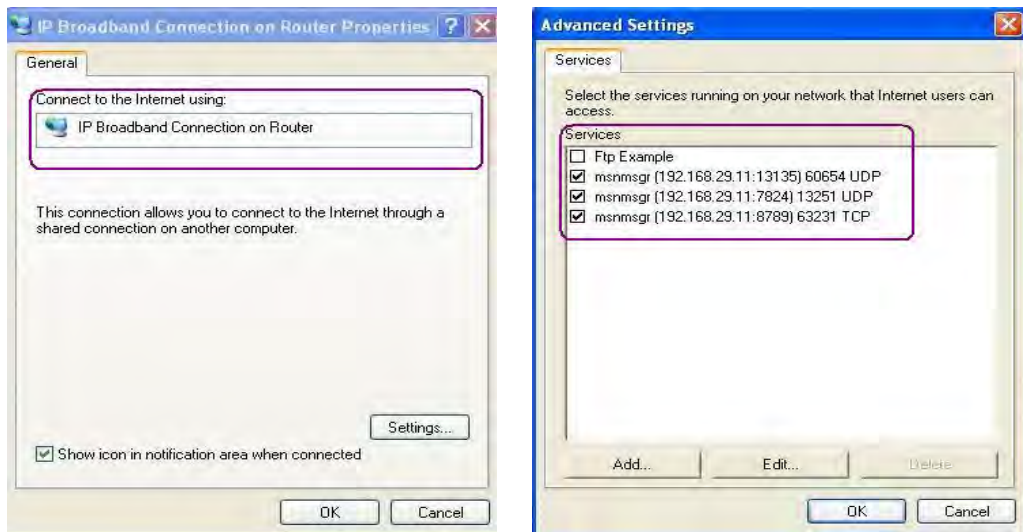 IP Broadband Connection on Router Properties
General
Connect to the Internet using:
IP Broadband Connection on Router
This connection allows you to connect to the Internet through a
shared connection on another computer.
Settings...
Show icon in notification area when connected
OK
Cancel
Advanced Settings
Services
Select the services running on your network that Internet users can
access.
Services
Ftp Example
msnmsgr (192.168.29.11:13135) 60654 UDP
msnmsgr (192.168.29.11:7824) 13251 UDP
msnmsgr (192.168.29.11:8789) 63231 TCP
Add...
Edit...
Delete
OK
Cancel